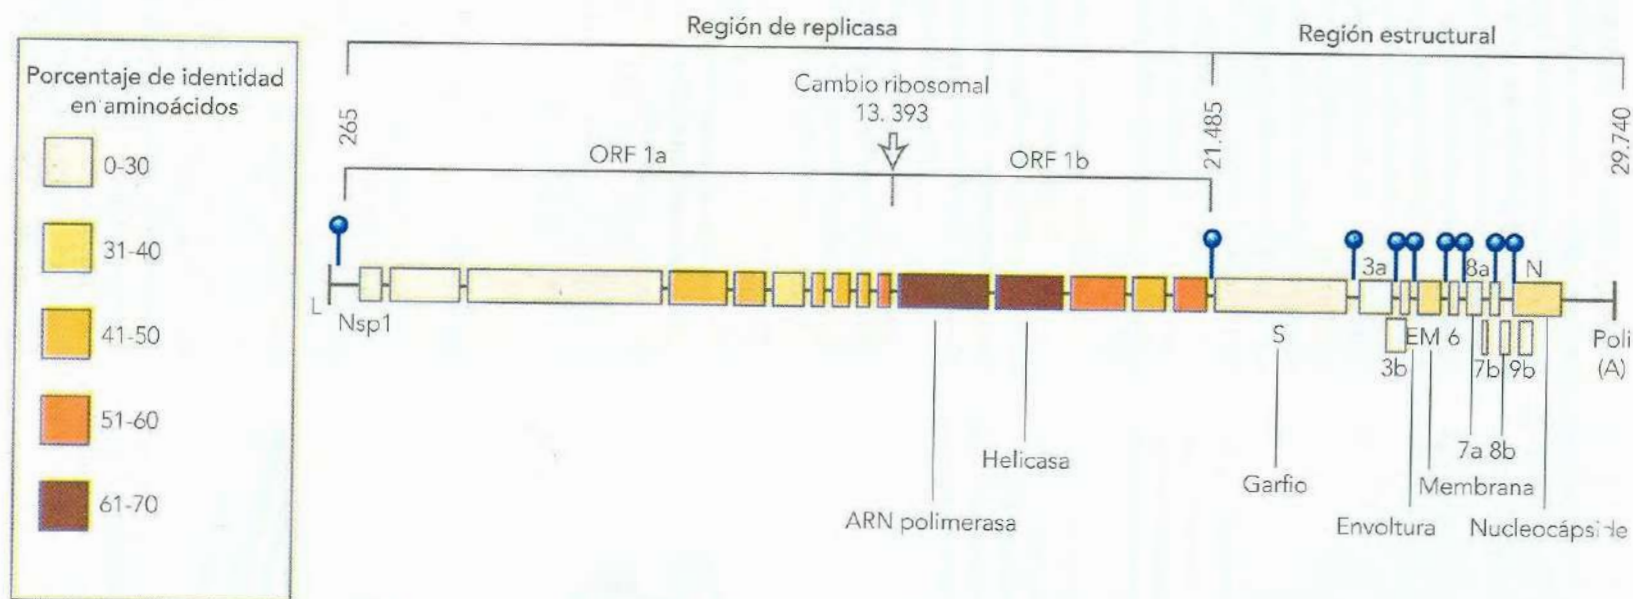 Porcentaje de identidad
en aminoácidos
0-30
31-40
41-50
51-60
61-70
Región de replicasa
Región estructural
Cambio ribosomal
13. 393
265
21.485
29.740
ORF 1a
ORF 1b
L
Nsp1
3a
8a
N
S
EM 6
3b
7b
9b
Poli
(A)
7a 8b
Helicasa
Garfio
Membrana
ARN polimerasa
Envoltura
Nucleocápside